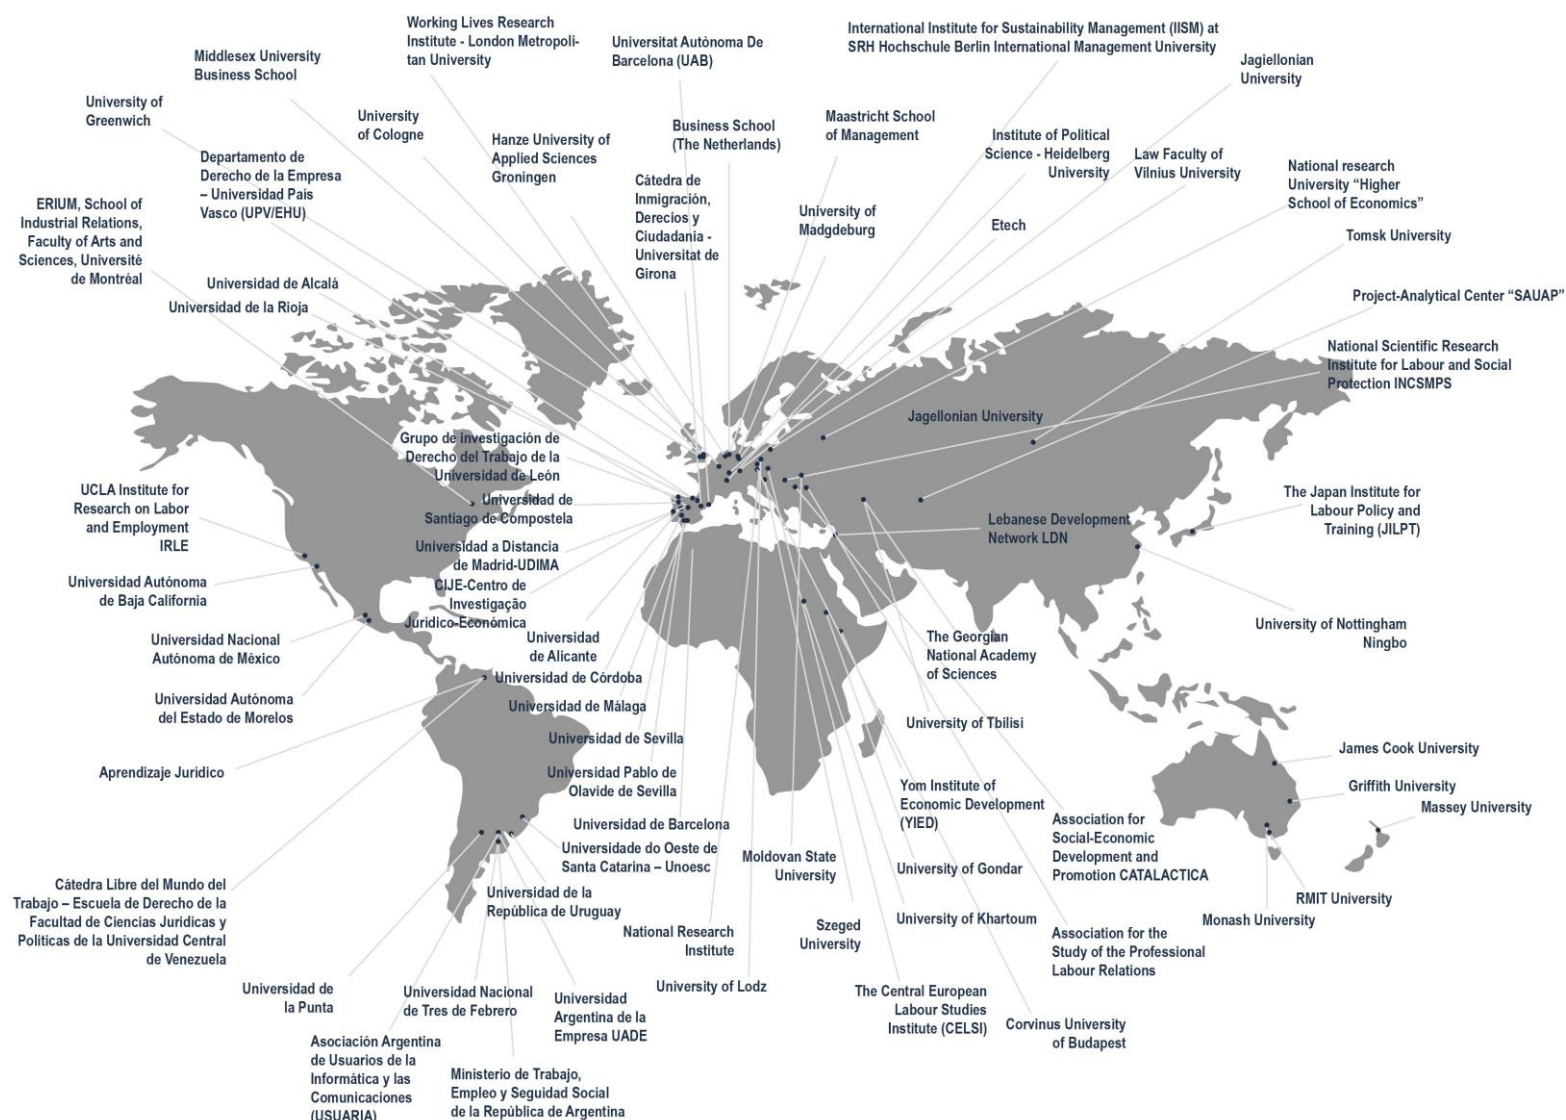 Working Lives Research
Institute - London Metropoli-
tan University
Universitat Autònoma De
Barcelona (UAB)
International Institute for Sustainability Management (IISM) at
SRH Hochschule Berlin International Management University
Middlesex University
Business School
Jagiellonian
University
University of
Greenwich
University
of Cologne
Hanze University of
Applied Sciences
Groningen
Business School
(The Netherlands)
Maastricht School
of Management
Institute of Political
Science - Heidelberg
University
Law Faculty of
Vilnius University
National research
University “Higher
School of Economics”
Departamento de
Derecho de la Empresa
– Universidad País
Vasco (UPV/EHU)
Cátedra de
Inmigración,
Derecios y
Ciudadania -
Universitat de
Girona
University of
Madgdeburg
Etech
Tomsk University
ERIUM, School of
Industrial Relations,
Faculty of Arts and
Sciences, Université
de Montréal
Universidad de Alcalá
Universidad de la Rioja
Project-Analytical Center “SAUAP”
National Scientific Research
Institute for Labour and Social
Protection INCSMPS
Jagellonian University
Grupo de investigación de
Derecho del Trabajo de la
Universidad de León
UCLA Institute for
Research on Labor
and Employment
IRLE
Universidad de
Santiago de Compostela
The Japan Institute for
Labour Policy and
Training (JILPT)
Lebanese Development
Network LDN
Universidad a Distancia
de Madrid-UDIMA
Universidad Autónoma
de Baja California
CIJE-Centro de
Investigação
Jurídico-Económica
Universidad Nacional
Autónoma de México
Universidad
de Alicante
The Georgian
National Academy
of Sciences
University of Nottingham
Ningbo
Universidad de Córdoba
Universidad Autónoma
del Estado de Morelos
Universidad de Málaga
University of Tbilisi
Universidad de Sevilla
James Cook University
Aprendizaje Jurídico
Universidad Pablo de
Olavide de Sevilla
Yom Institute of
Economic Development
(YIED)
Griffith University
Massey University
Universidad de Barcelona
Association for
Social-Economic
Development and
Promotion CATALACTICA
Universidade do Oeste de
Santa Catarina – Unoesc
Moldovan State
University
University of Gondar
Cátedra Libre del Mundo del
Trabajo – Escuela de Derecho de la
Facultad de Ciencias Jurídicas y
Políticas de la Universidad Central
de Venezuela
Universidad de la
República de Uruguay
RMIT University
Monash University
National Research
Institute
Szeged
University
University of Khartoum
Association for the
Study of the Professional
Labour Relations
Universidad de
la Punta
Universidad Nacional
de Tres de Febrero
Universidad
Argentina de la
Empresa UADE
University of Lodz
The Central European
Labour Studies
Institute (CELSI)
Corvinus University
of Budapest
Asociación Argentina
de Usuarios de la
Informática y las
Comunicaciones
(USUARIA)
Ministerio de Trabajo,
Empleo y Seguidad Social
de la República de Argentina